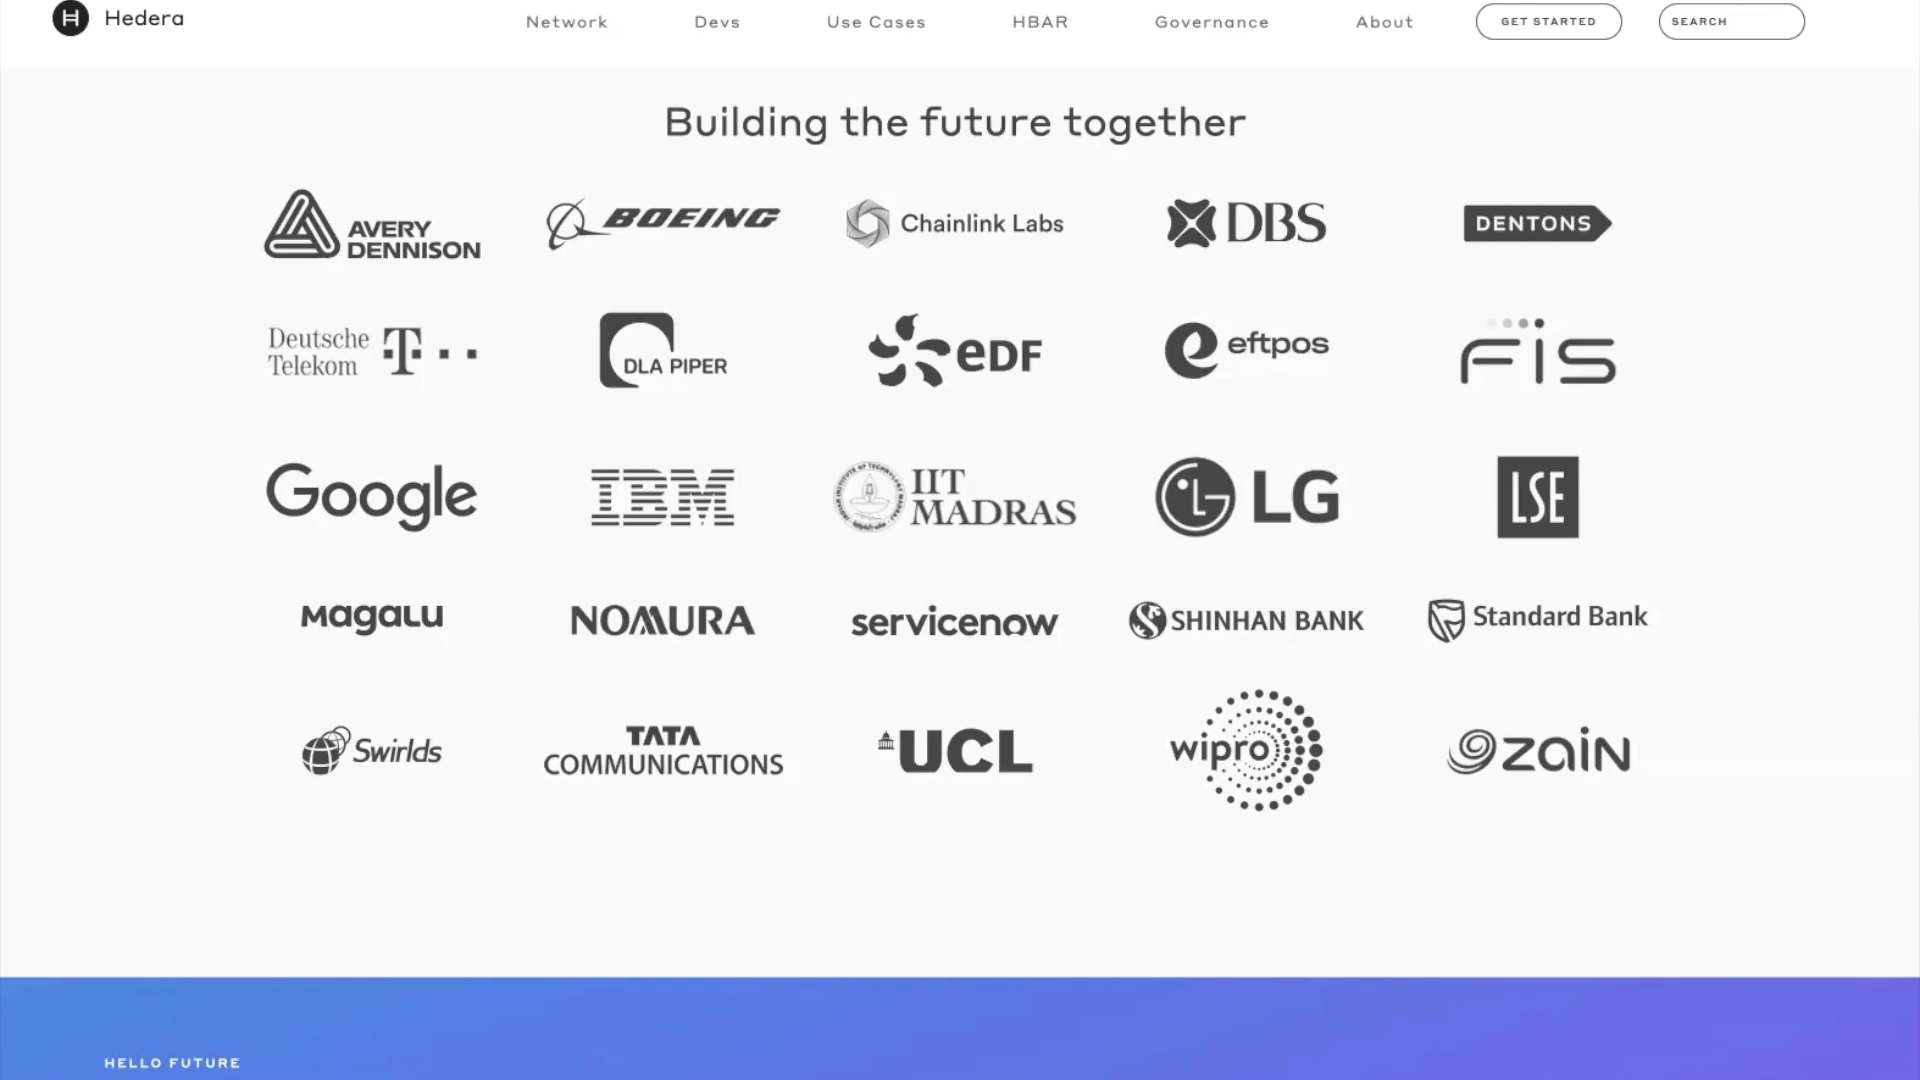 Hedera
Network Devs Use Cases HBAR Governance About GET STARTED SEARCH
Building the future together
AVERY
DENNISON
BOEING
Chainlink Labs
DBS
DENTONS
Deutsche
Telekom T
DLA PIPER
eDF
eftpos
FIS
Google
IBM
IIT
MADRAS
LG
LSE
MagaLu
NOMURA
servicenow
SHINHAN BANK
Standard Bank
Swirlds
TATA
COMMUNICATIONS
UCL
wipro
zain
HELLO FUTURE